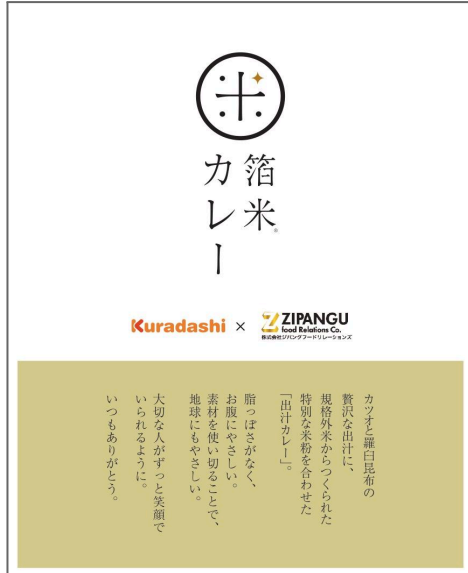 箔米®
カレー
Kuradashi × ZIPANGU
food Relations Co.
株式会社ジパングフードリレーションズ
カツオと羅臼昆布の
贅沢な出汁に、
規格外米からつくられた
特別な米粉を合わせた
「出汁カレー」。
脂っぽさがなく、
お腹にやさしい。
素材を使い切ることで、
地球にもやさしい。
大切な人がずっと笑顔で
いられるように。
いつもありがとう。